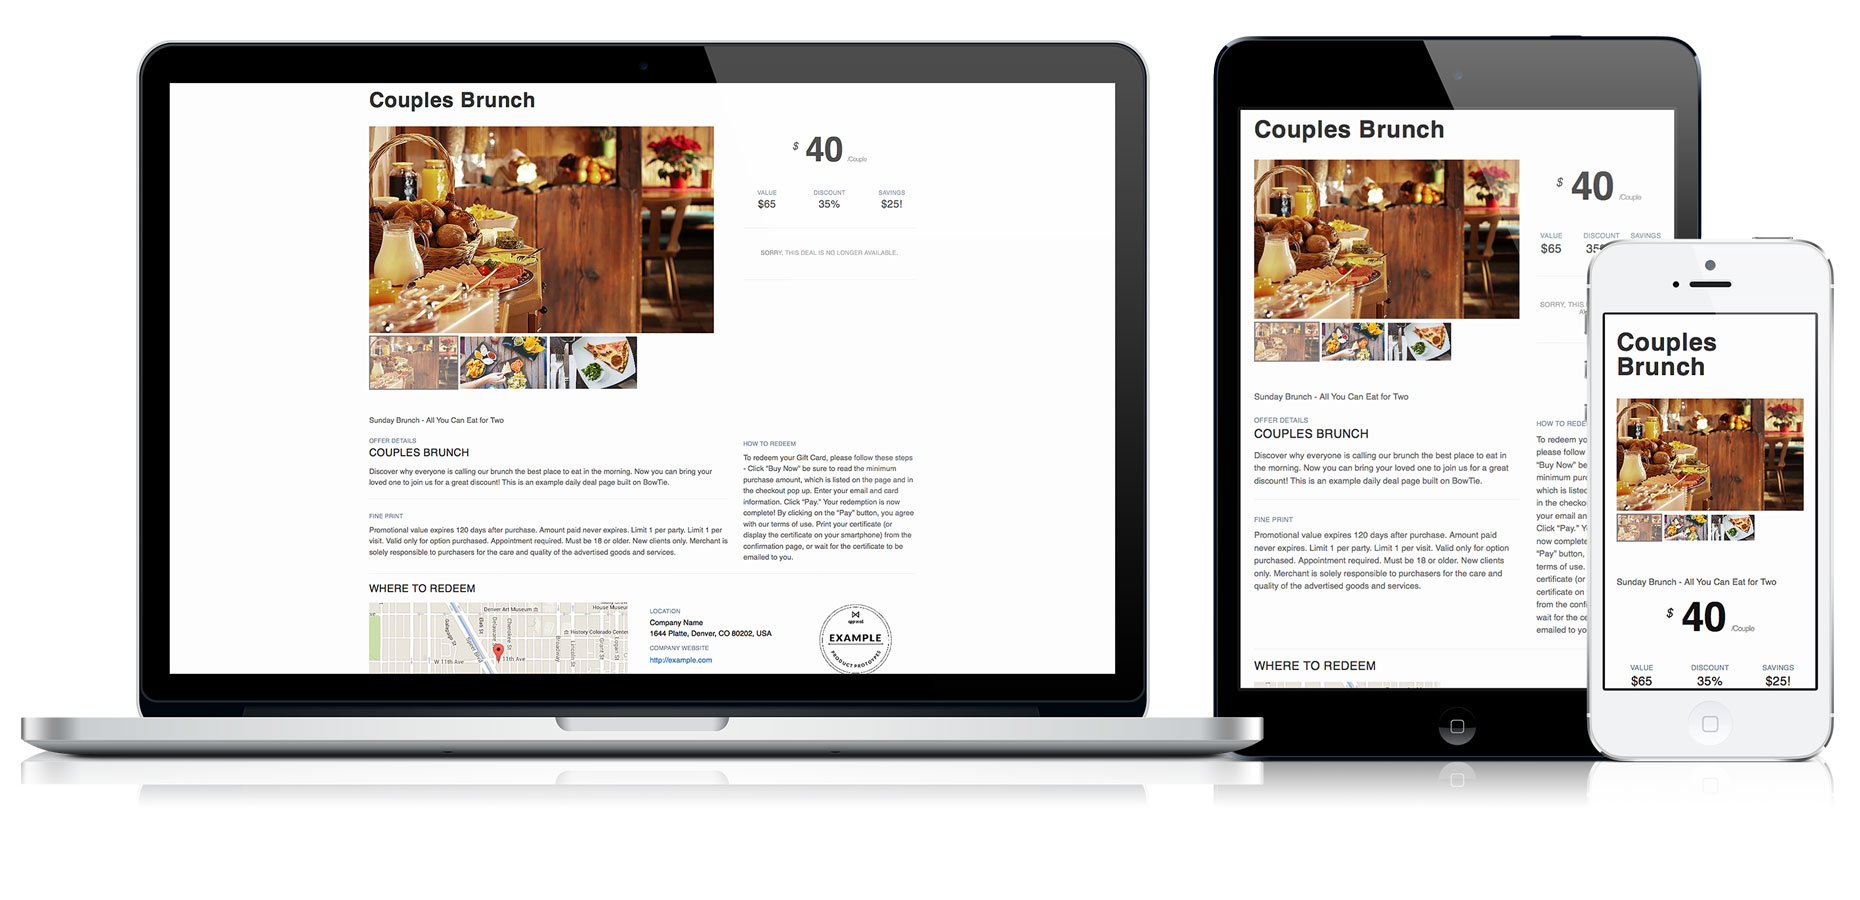 Couples Brunch
$ 40 /Couple
VALUE DISCOUNT SAVINGS
$65 35% $25!
SORRY, THIS DEAL IS NO LONGER AVAILABLE.
Sunday Brunch - All You Can Eat for Two
OFFER DETAILS
COUPLES BRUNCH
Discover why everyone is calling our brunch the best place to eat in the morning. Now you can bring your
loved one to join us for a great discount! This is an example daily deal page built on BowTie.
FINE PRINT
Promotional value expires 120 days after purchase. Amount paid never expires. Limit 1 per party. Limit 1 per
visit. Valid only for option purchased. Appointment required. Must be 18 or older. New clients only. Merchant is
solely responsible to purchasers for the care and quality of the advertised goods and services.
HOW TO REDEEM
To redeem your Gift Card, please follow these steps
- Click "Buy Now" be sure to read the minimum
purchase amount, which is listed on the page and in
the checkout pop up. Enter your email and card
information. Click "Pay." Your redemption is now
complete! By clicking on the "Pay" button, you agree
with our terms of use. Print your certificate (or
display the certificate on your smartphone) from the
confirmation page, or wait for the certificate to be
emailed to you.
WHERE TO REDEEM
Denver Art Museum
House Museum
History Colorado Center
Galapago St
Speer Blvd
Elati St
Delaware St
Cherokee St
Broadway
Lincoln St
Grant St
Logan St
W 11th Ave
11th Ave
LOCATION
Company Name
1644 Platte, Denver, CO 80202, USA
COMPANY WEBSITE
http://example.com
approval
EXAMPLE
PRODUCT PROTOTYPES
Couples Brunch
$ 40 /Couple
VALUE DISCOUNT SAVINGS
$65
SORRY, THIS
Sunday Brunch - All You Can Eat for Two
OFFER DETAILS
COUPLES BRUNCH
Discover why everyone is calling our brunch the best place to eat in
the morning. Now you can bring your loved one to join us for a great
discount! This is an example daily deal page built on BowTie.
FINE PRINT
Promotional value expires 120 days after purchase. Amount paid
never expires. Limit 1 per party. Limit 1 per visit. Valid only for option
purchased. Appointment required. Must be 18 or older. New clients
only. Merchant is solely responsible to purchasers for the care and
quality of the advertised goods and services.
HOW TO REDE
To redeem yo
please follow
"Buy Now" be
minimum purc
which is listed
in the checko
your email an
Click "Pay." Y
now complete
"Pay" button,
terms of use.
certificate (or
certificate on
from the confi
wait for the ce
emailed to yo
WHERE TO REDEEM
Couples
Brunch
Sunday Brunch - All You Can Eat for Two
$ 40 /Couple
VALUE DISCOUNT SAVINGS
$65 35% $25!